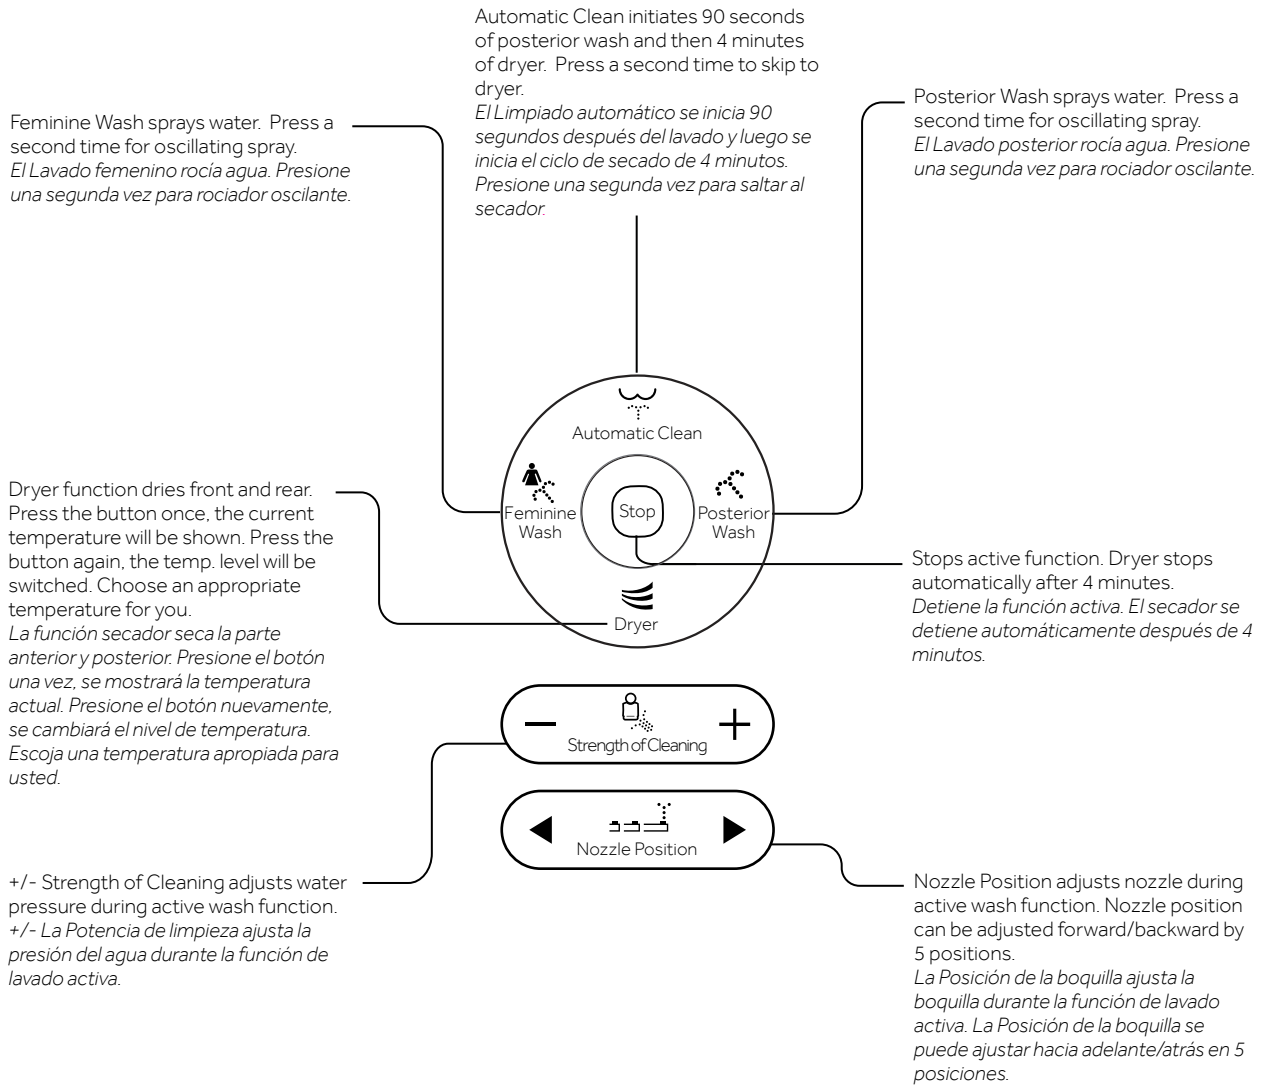 Automatic Clean initiates 90 seconds
of posterior wash and then 4 minutes
of dryer.  Press a second time to skip to
dryer.
El Limpiado automático se inicia 90
segundos después del lavado y luego se
inicia el ciclo de secado de 4 minutos.
Presione una segunda vez para saltar al
secador.
Feminine Wash sprays water.  Press a
second time for oscillating spray.
El Lavado femenino rocía agua. Presione
una segunda vez para rociador oscilante.
Posterior Wash sprays water.  Press a
second time for oscillating spray.
El Lavado posterior rocía agua. Presione
una segunda vez para rociador oscilante.
Automatic Clean
Feminine
Wash
Stop
Posterior
Wash
Dryer
Dryer function dries front and rear.
Press the button once, the current
temperature will be shown. Press the
button again, the temp. level will be
switched. Choose an appropriate
temperature for you.
La función secador seca la parte
anterior y posterior. Presione el botón
una vez, se mostrará la temperatura
actual. Presione el botón nuevamente,
se cambiará el nivel de temperatura.
Escoja una temperatura apropiada para
usted.
Stops active function. Dryer stops
automatically after 4 minutes.
Detiene la función activa. El secador se
detiene automáticamente después de 4
minutos.
Strength of Cleaning
Nozzle Position
+/- Strength of Cleaning adjusts water
pressure during active wash function.
+/- La Potencia de limpieza ajusta la
presión del agua durante la función de
lavado activa.
Nozzle Position adjusts nozzle during
active wash function. Nozzle position
can be adjusted forward/backward by
5 positions.
La Posición de la boquilla ajusta la
boquilla durante la función de lavado
activa. La Posición de la boquilla se
puede ajustar hacia adelante/atrás en 5
posiciones.